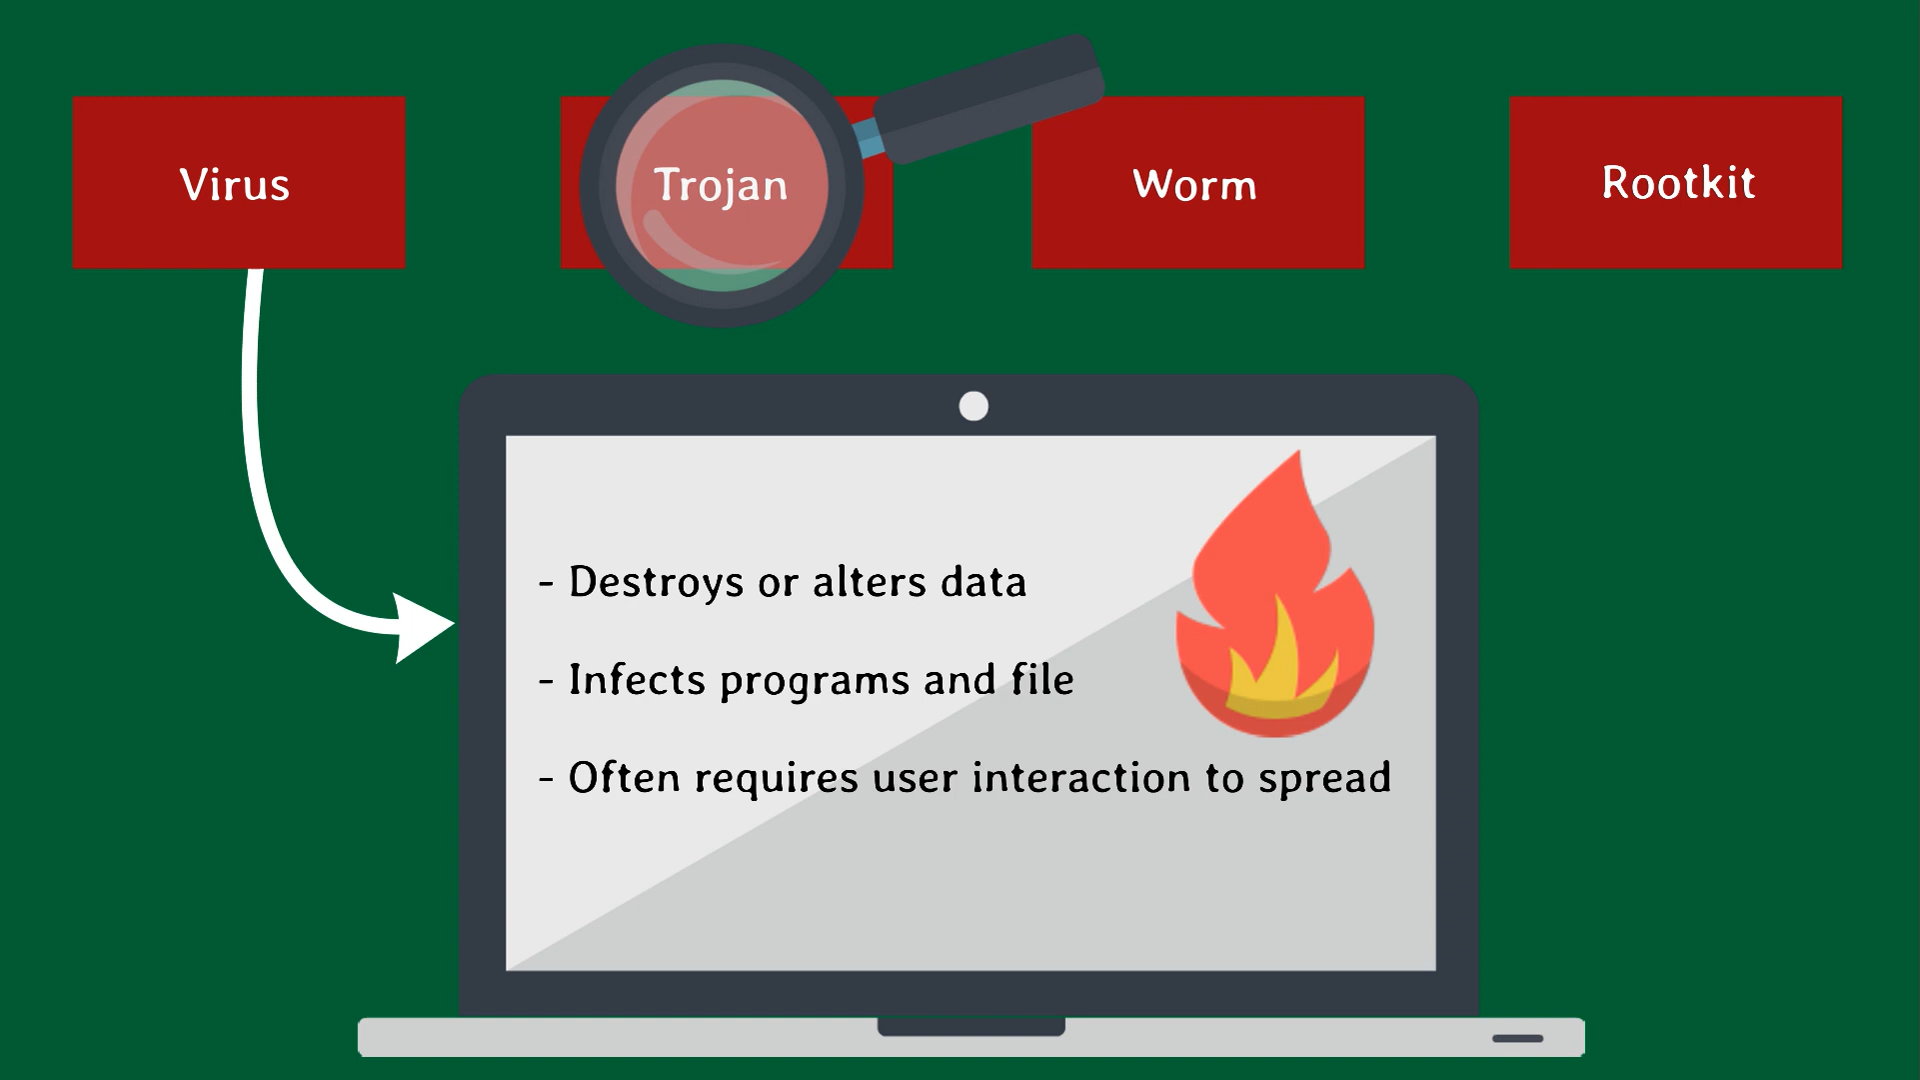 Virus
Trojan
Worm
Rootkit
- Destroys or alters data
- Infects programs and file
- Often requires user interaction to spread